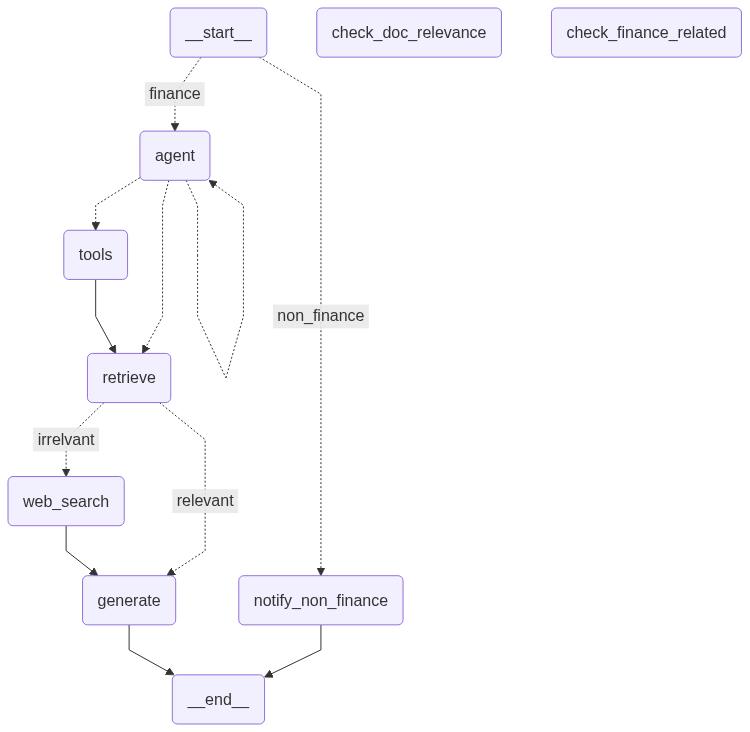 __start__
check_doc_relevance
check_finance_related
finance
agent
tools
non_finance
retrieve
irrelvant
web_search
relevant
generate
notify_non_finance
__end__